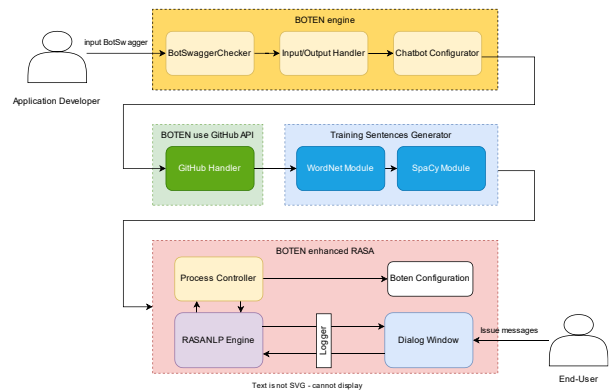 BOTEN engine
input BotSwagger
BotSwaggerChecker
Input/Output Handler
Chatbot Configurator
Application Developer
BOTEN use GitHub API
Training Sentences Generator
GitHub Handler
WordNet Module
SpaCy Module
BOTEN enhanced RASA
Process Controller
Boten Configuration
RASANLP Engine
Logger
Dialog Window
Issue messages
End-User
Text is not SVG - cannot display